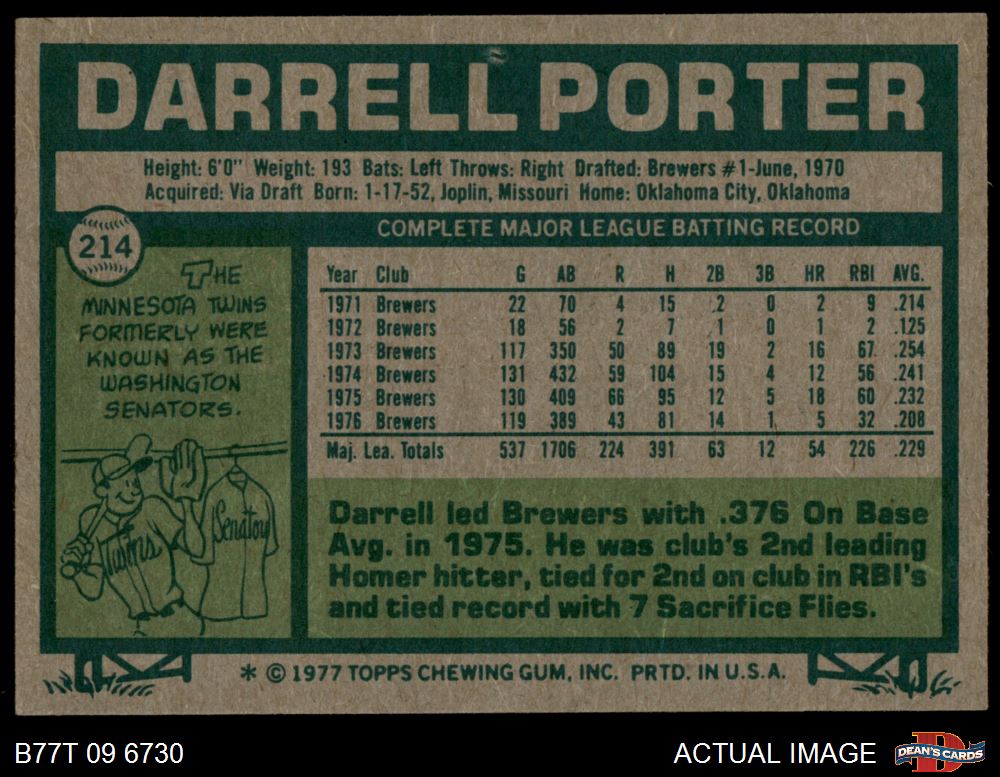 DARRELL PORTER
Height: 6'0" Weight: 193 Bats: Left Throws: Right Drafted: Brewers #1-June, 1970
Acquired: Via Draft Born: 1-17-52, Joplin, Missouri Home: Oklahoma City, Oklahoma
214
THE
MINNESOTA TWINS
FORMERLY WERE
KNOWN AS THE
WASHINGTON
SENATORS.
Twins
Senators
COMPLETE MAJOR LEAGUE BATTING RECORD
Year Club G AB R H 2B 3B HR RBI AVG.
1971 Brewers 22 70 4 15 2 0 2 9 .214
1972 Brewers 18 56 2 7 1 0 1 2 .125
1973 Brewers 117 350 50 89 19 2 16 67 .254
1974 Brewers 131 432 59 104 15 4 12 56 .241
1975 Brewers 130 409 66 95 12 5 18 60 .232
1976 Brewers 119 389 43 81 14 1 5 32 .208
Maj. Lea. Totals 537 1706 224 391 63 12 54 226 .229
Darrell led Brewers with .376 On Base
Avg. in 1975. He was club's 2nd leading
Homer hitter, tied for 2nd on club in RBI's
and tied record with 7 Sacrifice Flies.
* © 1977 TOPPS CHEWING GUM, INC. PRTD. IN U.S.A.
B77T 09 6730
ACTUAL IMAGE
D
DEAN'S CARDS